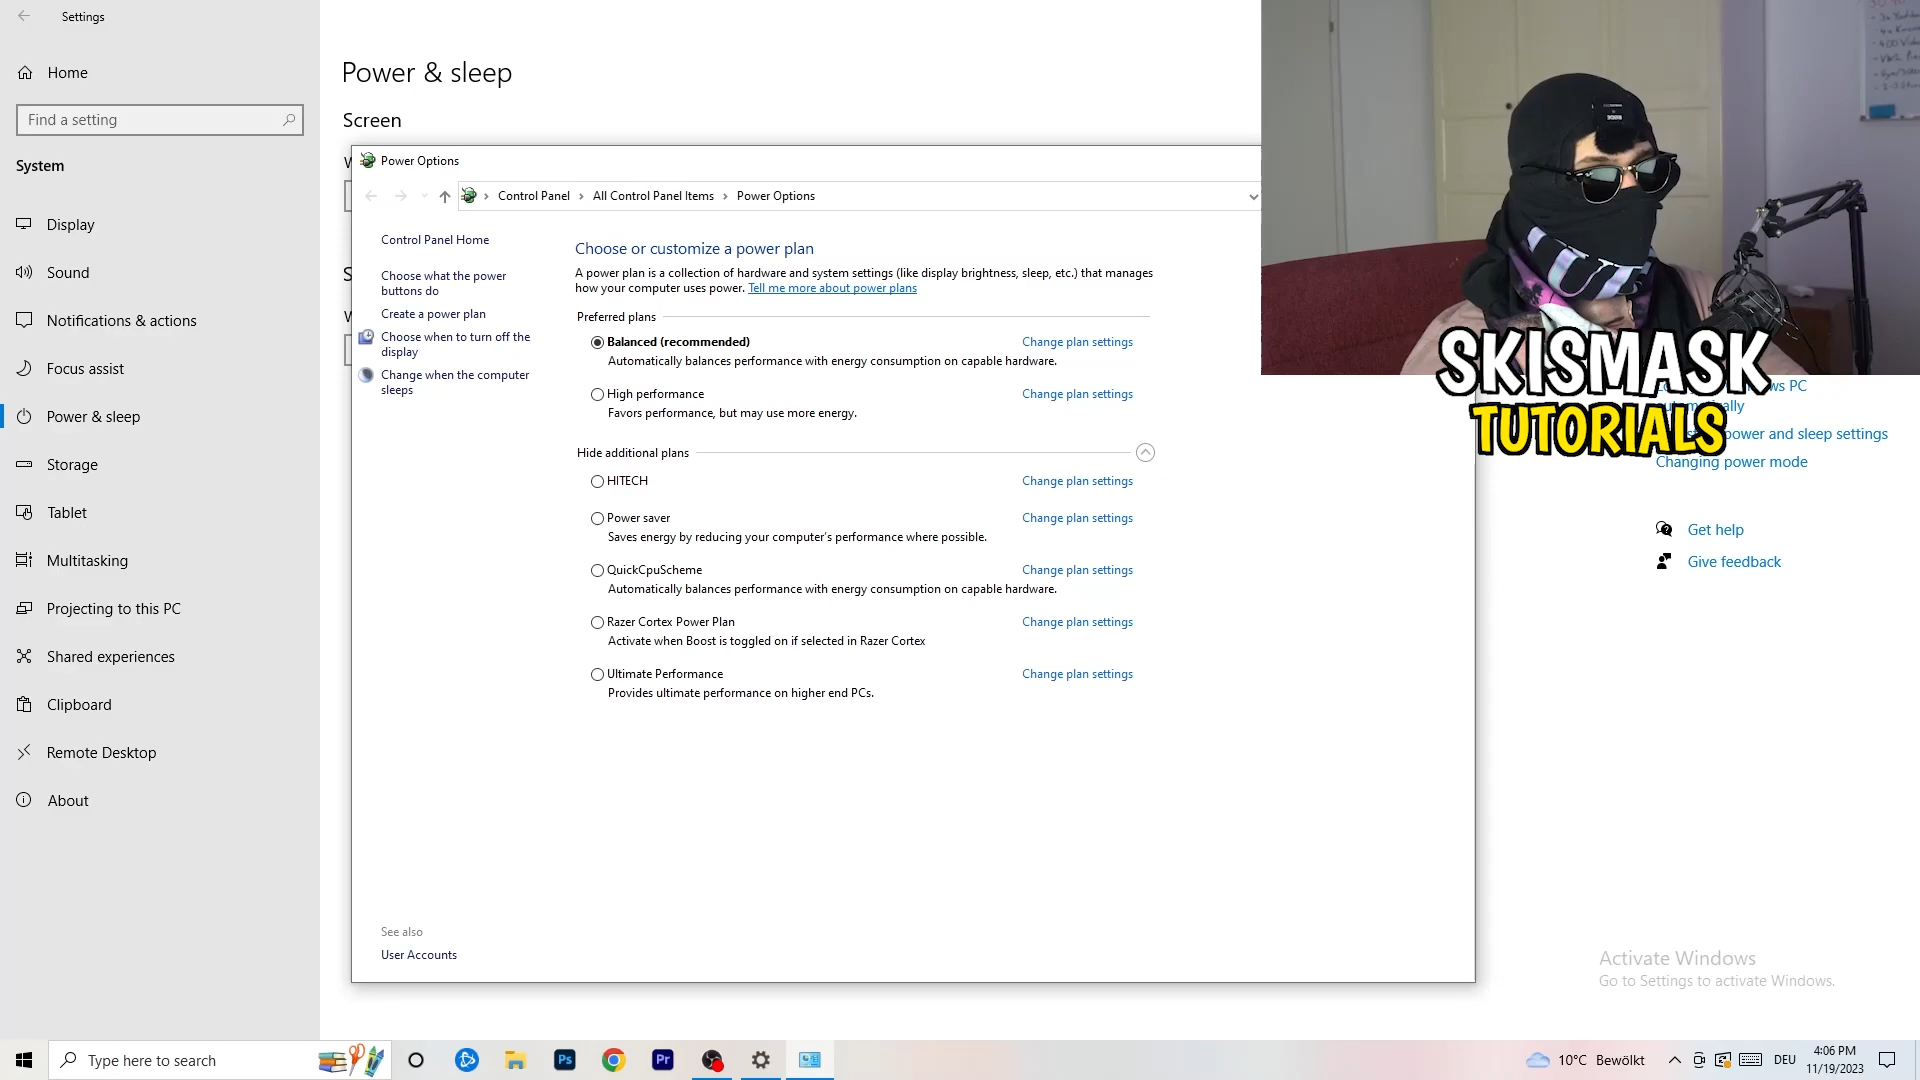 Settings
Home
Find a setting
System
Display
Sound
Notifications & actions
Focus assist
Power & sleep
Storage
Tablet
Multitasking
Projecting to this PC
Shared experiences
Clipboard
Remote Desktop
About
Power & sleep
Screen
Power Options
Control Panel
All Control Panel Items
Power Options
Control Panel Home
Choose what the power
buttons do
Create a power plan
Choose when to turn off the
display
Change when the computer
sleeps
See also
User Accounts
Choose or customize a power plan
A power plan is a collection of hardware and system settings (like display brightness, sleep, etc.) that manages
how your computer uses power. Tell me more about power plans
Preferred plans
Balanced (recommended) Change plan settings
Automatically balances performance with energy consumption on capable hardware.
High performance Change plan settings
Favors performance, but may use more energy.
Hide additional plans
HITECH Change plan settings
Power saver Change plan settings
Saves energy by reducing your computer's performance where possible.
QuickCpuScheme Change plan settings
Automatically balances performance with energy consumption on capable hardware.
Razer Cortex Power Plan Change plan settings
Activate when Boost is toggled on if selected in Razer Cortex
Ultimate Performance Change plan settings
Provides ultimate performance on higher end PCs.
SKISMASK
TUTORIALS
PC
power and sleep settings
Changing power mode
Get help
Give feedback
Activate Windows
Go to Settings to activate Windows.
Type here to search
Ps
Pr
10°C Bewölkt
DEU
4:06 PM
11/19/2023